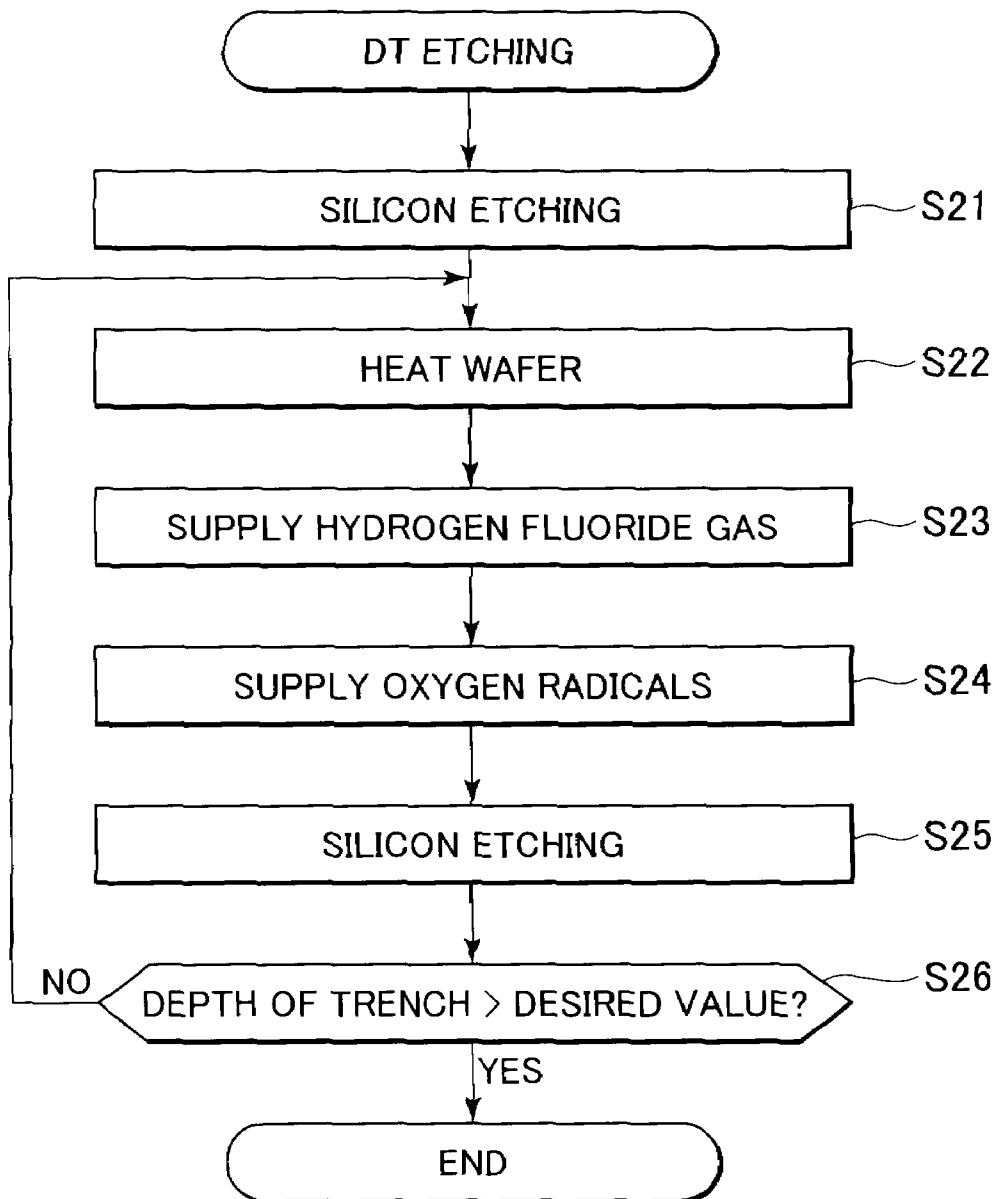 DT ETCHING
SILICON ETCHING
S21
HEAT WAFER
S22
SUPPLY HYDROGEN FLUORIDE GAS
S23
SUPPLY OXYGEN RADICALS
S24
SILICON ETCHING
S25
NO
DEPTH OF TRENCH > DESIRED VALUE?
S26
YES
END